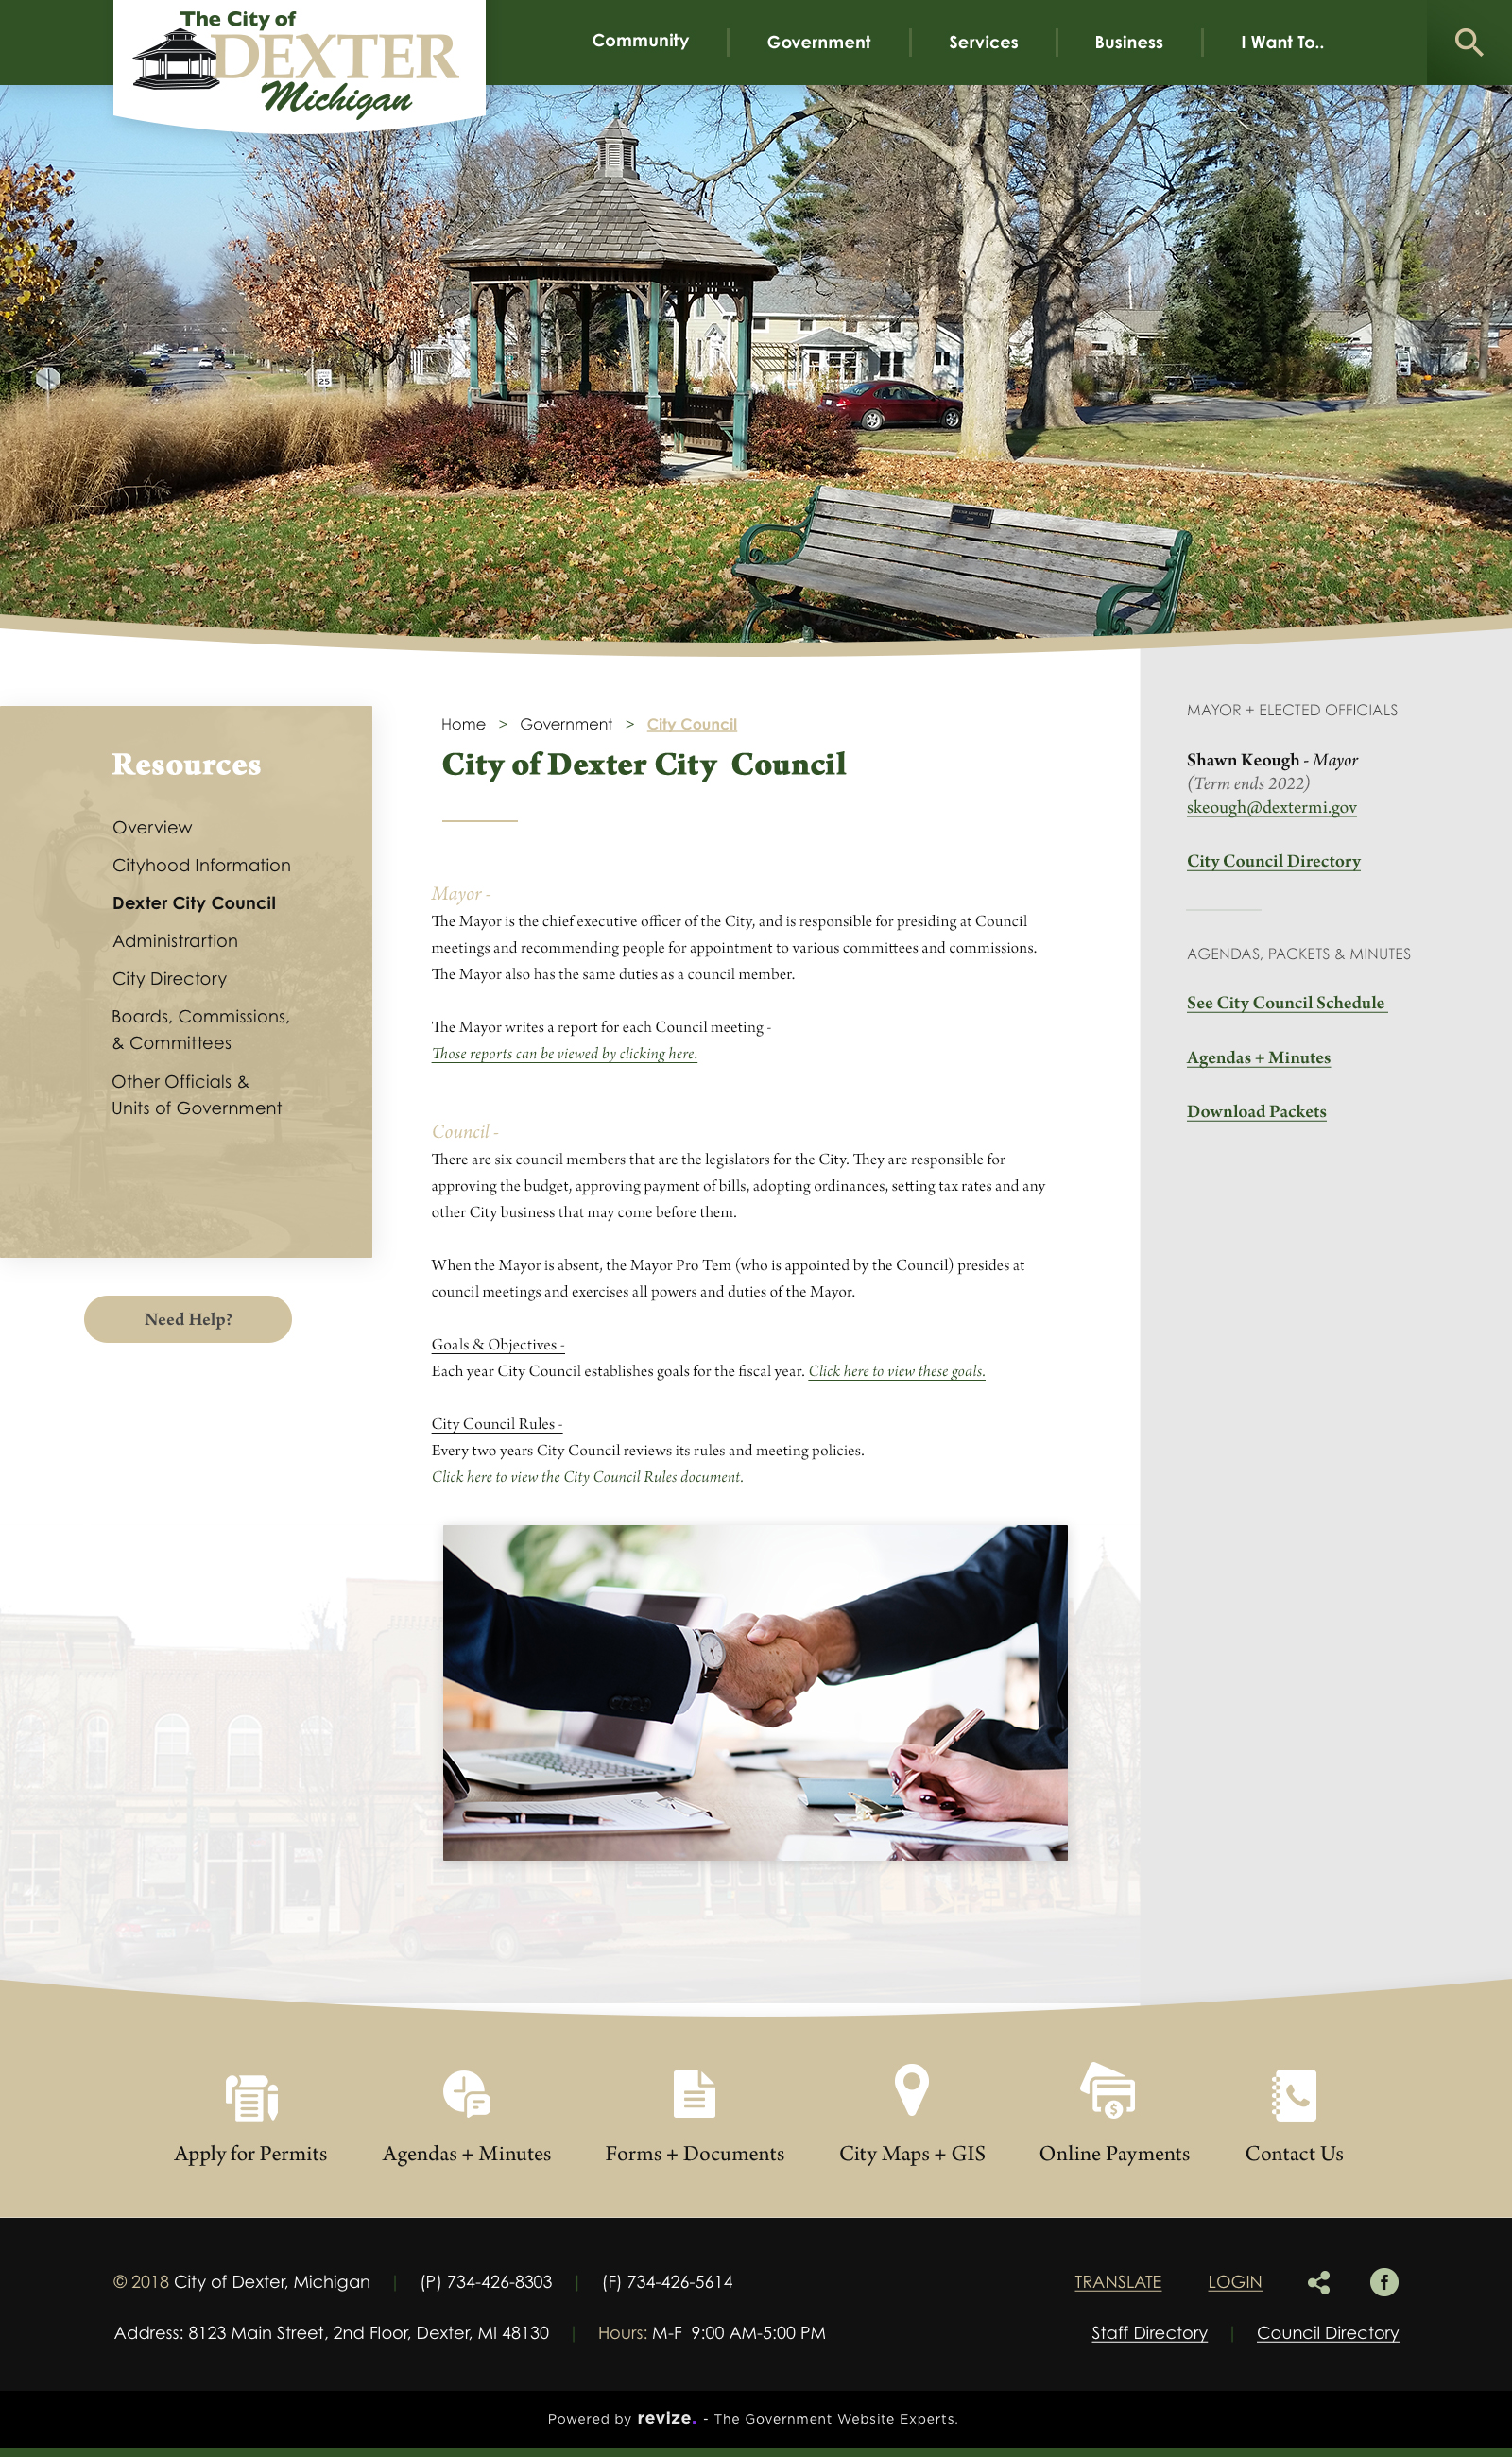 The City of
DEXTER
Michigan
Community
Government
Services
Business
I Want To..
25
Home > Government > City Council
City of Dexter City Council
Resources
Overview
Cityhood Information
Dexter City Council
Administrartion
City Directory
Boards, Commissions,
& Committees
Other Officials &
Units of Government
Need Help?
Mayor -
The Mayor is the chief executive officer of the City, and is responsible for presiding at Council
meetings and recommending people for appointment to various committees and commissions.
The Mayor also has the same duties as a council member.
The Mayor writes a report for each Council meeting -
Those reports can be viewed by clicking here.
Council -
There are six council members that are the legislators for the City. They are responsible for
approving the budget, approving payment of bills, adopting ordinances, setting tax rates and any
other City business that may come before them.
When the Mayor is absent, the Mayor Pro Tem (who is appointed by the Council) presides at
council meetings and exercises all powers and duties of the Mayor.
Goals & Objectives -
Each year City Council establishes goals for the fiscal year. Click here to view these goals.
City Council Rules -
Every two years City Council reviews its rules and meeting policies.
Click here to view the City Council Rules document.
MAYOR + ELECTED OFFICIALS
Shawn Keough - Mayor
(Term ends 2022)
skeough@dextermi.gov
City Council Directory
AGENDAS, PACKETS & MINUTES
See City Council Schedule
Agendas + Minutes
Download Packets
Apply for Permits
Agendas + Minutes
Forms + Documents
City Maps + GIS
Online Payments
Contact Us
© 2018 City of Dexter, Michigan | (P) 734-426-8303 | (F) 734-426-5614
TRANSLATE
LOGIN
Address: 8123 Main Street, 2nd Floor, Dexter, MI 48130 | Hours: M-F 9:00 AM-5:00 PM
Staff Directory | Council Directory
Powered by revize. - The Government Website Experts.